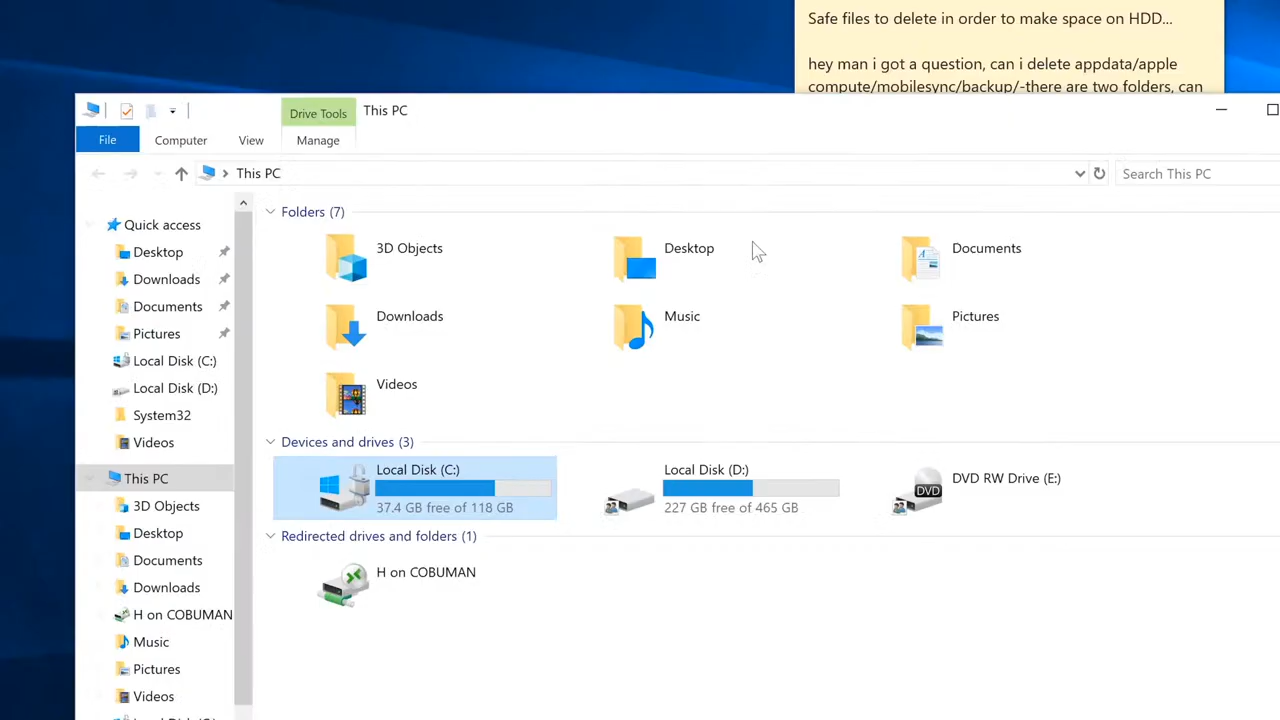 Safe files to delete in order to make space on HDD...
hey man i got a question, can i delete appdata/apple
compute/mobilesync/backup/-there are two folders, can
Drive Tools
This PC
File
Computer
View
Manage
This PC
Search This PC
Quick access
Desktop
Downloads
Documents
Pictures
Local Disk (C:)
Local Disk (D:)
System32
Videos
This PC
3D Objects
Desktop
Documents
Downloads
H on COBUMAN
Music
Pictures
Videos
Folders (7)
3D Objects
Desktop
Documents
Downloads
Music
Pictures
Videos
Devices and drives (3)
Local Disk (C:)
37.4 GB free of 118 GB
Local Disk (D:)
227 GB free of 465 GB
DVD
DVD RW Drive (E:)
Redirected drives and folders (1)
H on COBUMAN